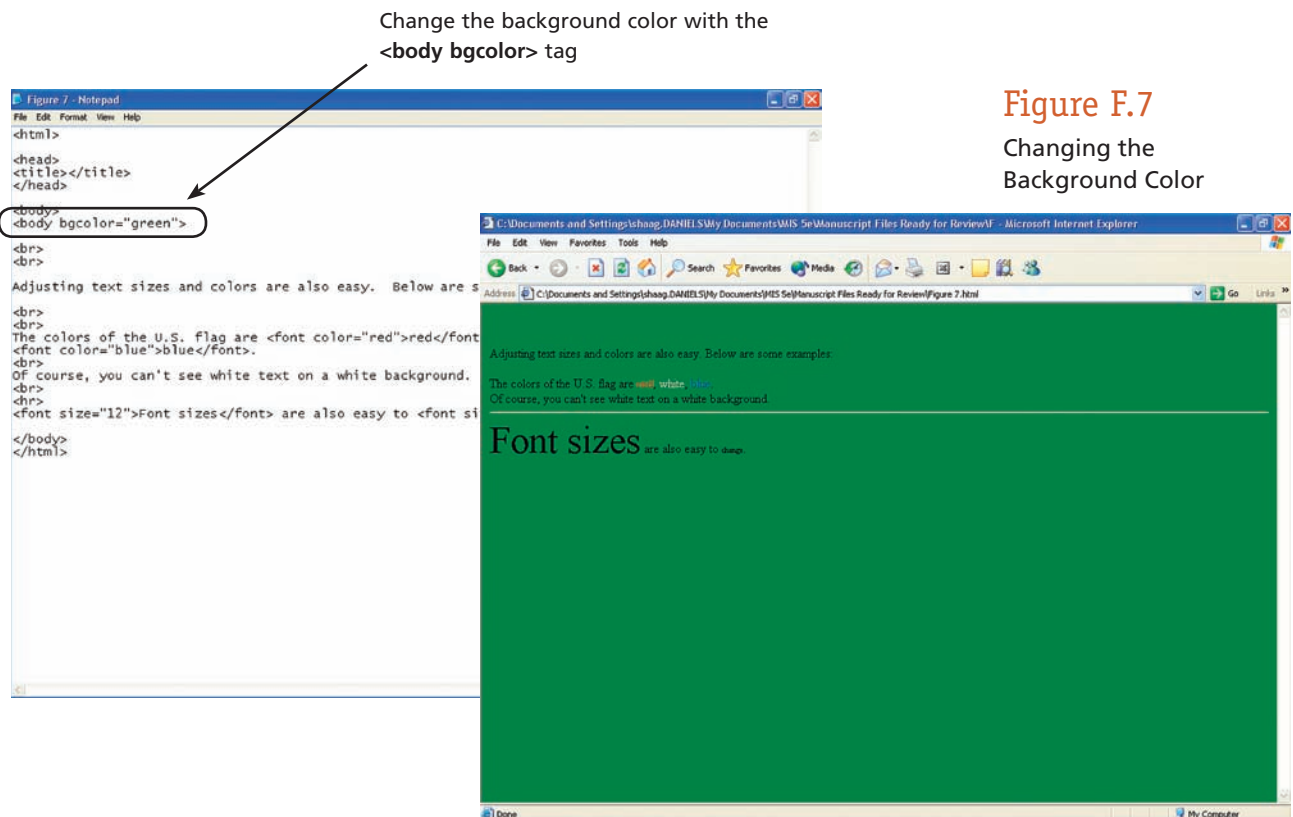 Change the background color with the
<body bgcolor> tag
Figure F.7
Changing the
Background Color
Figure 7 - Notepad
File Edit Format View Help
<html>
<head>
<title></title>
</head>
<body>
<body bgcolor="green">
<br>
<br>
Adjusting text sizes and colors are also easy.  Below are s
<br>
<br>
The colors of the U.S. flag are <font color="red">red</font
<font color="blue">blue</font>.
<br>
Of course, you can't see white text on a white background.
<br>
<hr>
<font size="12">Font sizes</font> are also easy to <font si
</body>
</html>
C:\Documents and Settings\shaag.DANIELS\My Documents\MIS 5e\Manuscript Files Ready for Review\F - Microsoft Internet Explorer
File Edit View Favorites Tools Help
Back Search Favorites Media
Address C:\Documents and Settings\shaag.DANIELS\My Documents\MIS 5e\Manuscript Files Ready for Review\Figure 7.html Go Links »
Adjusting text sizes and colors are also easy. Below are some examples:
The colors of the U.S. flag are white, blue.
Of course, you can't see white text on a white background.
Font sizes are also easy to change.
Done My Computer